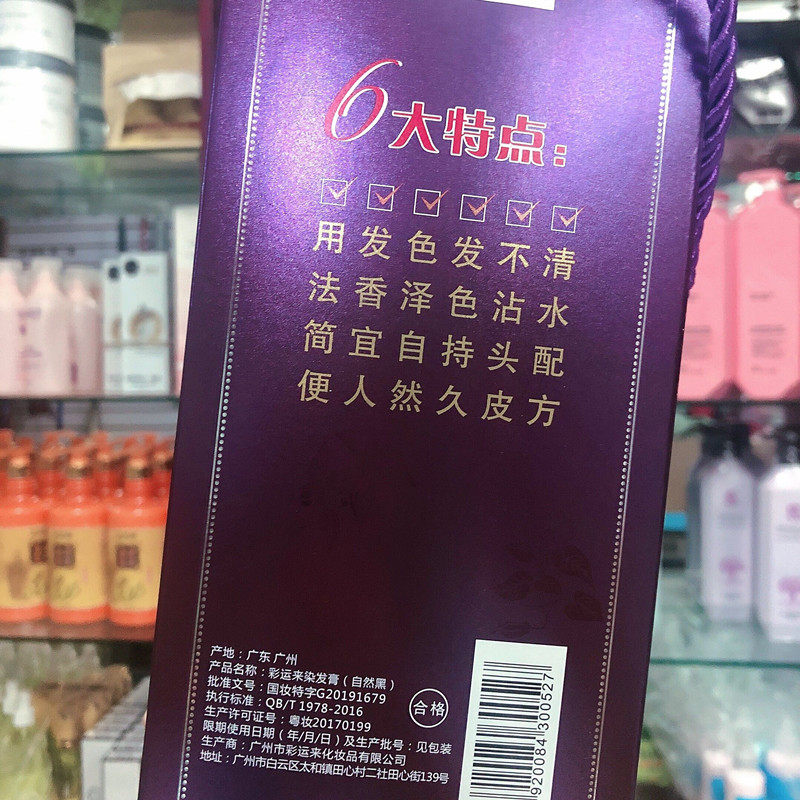 6大特点：
用法简便
发香宜人
色泽自然
发色持久
不沾头皮
清水配方
产地：广东 广州
产品名称：彩运来染发膏（自然黑）
批准文号：国妆特字G20191679
执行标准：QB/T 1978-2016
生产许可证号：粤妆20170199
限期使用日期（年/月/日）及生产批号：见包装
生产商：广州市彩运来化妆品有限公司
地址：广州市白云区太和镇田心村二社田心街139号
合格
920084 300527